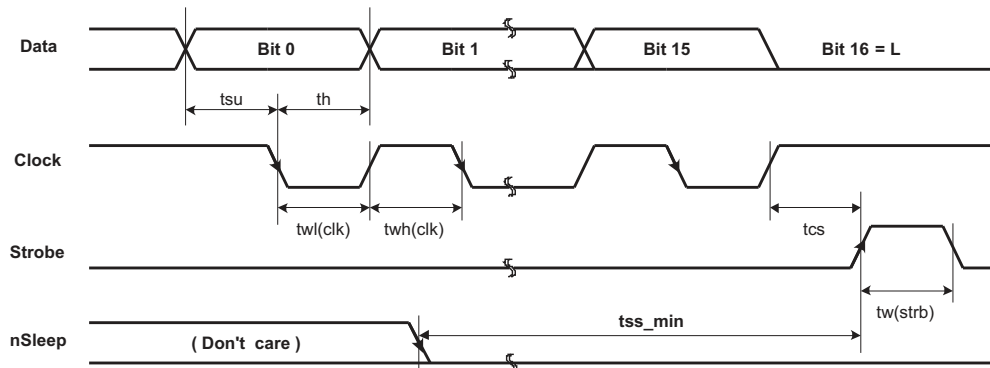 Data
Bit 0
Bit 1
Bit 15
Bit 16 = L
tsu
th
Clock
twl(clk)
twh(clk)
tcs
Strobe
tw(strb)
tss_min
nSleep
( Don't care )